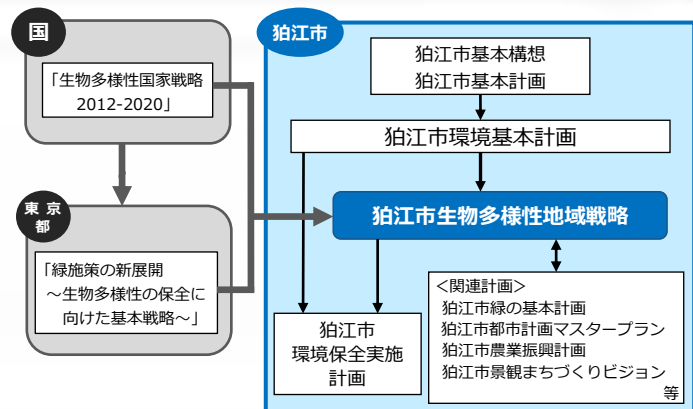 国
「生物多様性国家戦略
2012-2020」
東京
都
「緑施策の新展開
～生物多様性の保全に
向けた基本戦略～」
狛江市
狛江市基本構想
狛江市基本計画
狛江市環境基本計画
狛江市生物多様性地域戦略
狛江市
環境保全実施
計画
＜関連計画＞
狛江市緑の基本計画
狛江市都市計画マスタープラン
狛江市農業振興計画
狛江市景観まちづくりビジョン
等